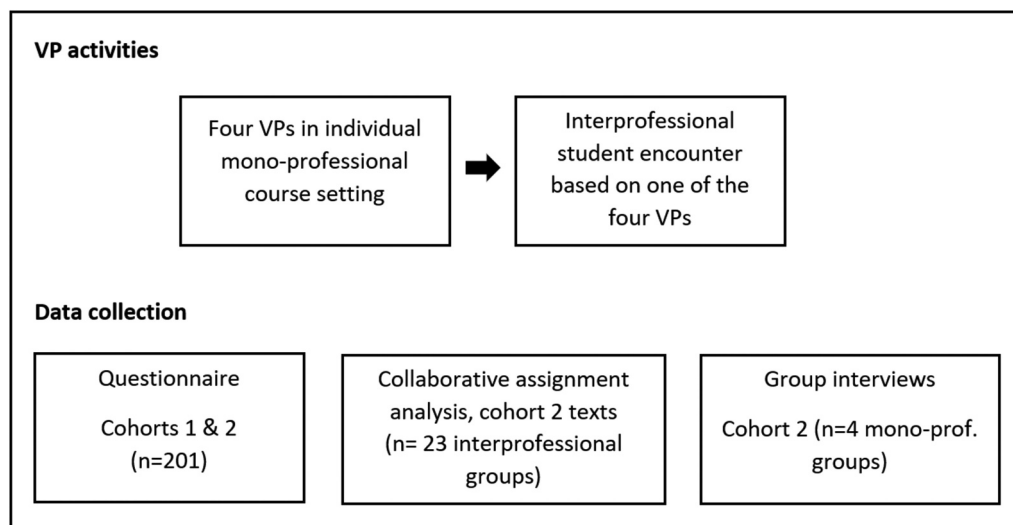 VP activities
Four VPs in individual
mono-professional
course setting
Interprofessional
student encounter
based on one of the
four VPs
Data collection
Questionnaire
Cohorts 1 & 2
(n=201)
Collaborative assignment
analysis, cohort 2 texts
(n= 23 interprofessional
groups)
Group interviews
Cohort 2 (n=4 mono-prof.
groups)